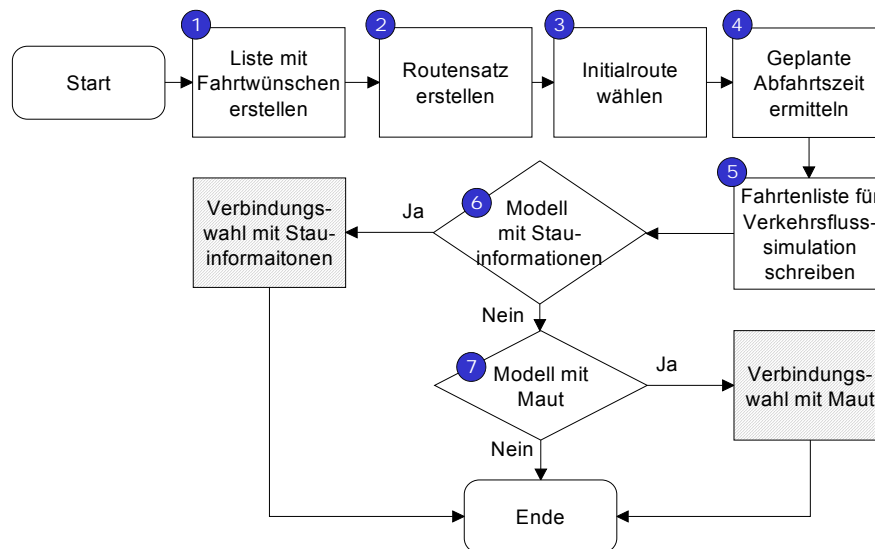 1
2
3
4
Start
Liste mit
Fahrtwünschen
erstellen
Routensatz
erstellen
Initialroute
wählen
Geplante
Abfahrtszeit
ermitteln
5
Fahrtenliste für
Verkehrsfluss-
simulation
schreiben
6
Modell
mit Stau-
informationen
Ja
Verbindungs-
wahl mit Stau-
informaitonen
Nein
7
Modell mit
Maut
Ja
Verbindungs-
wahl mit Maut
Nein
Ende